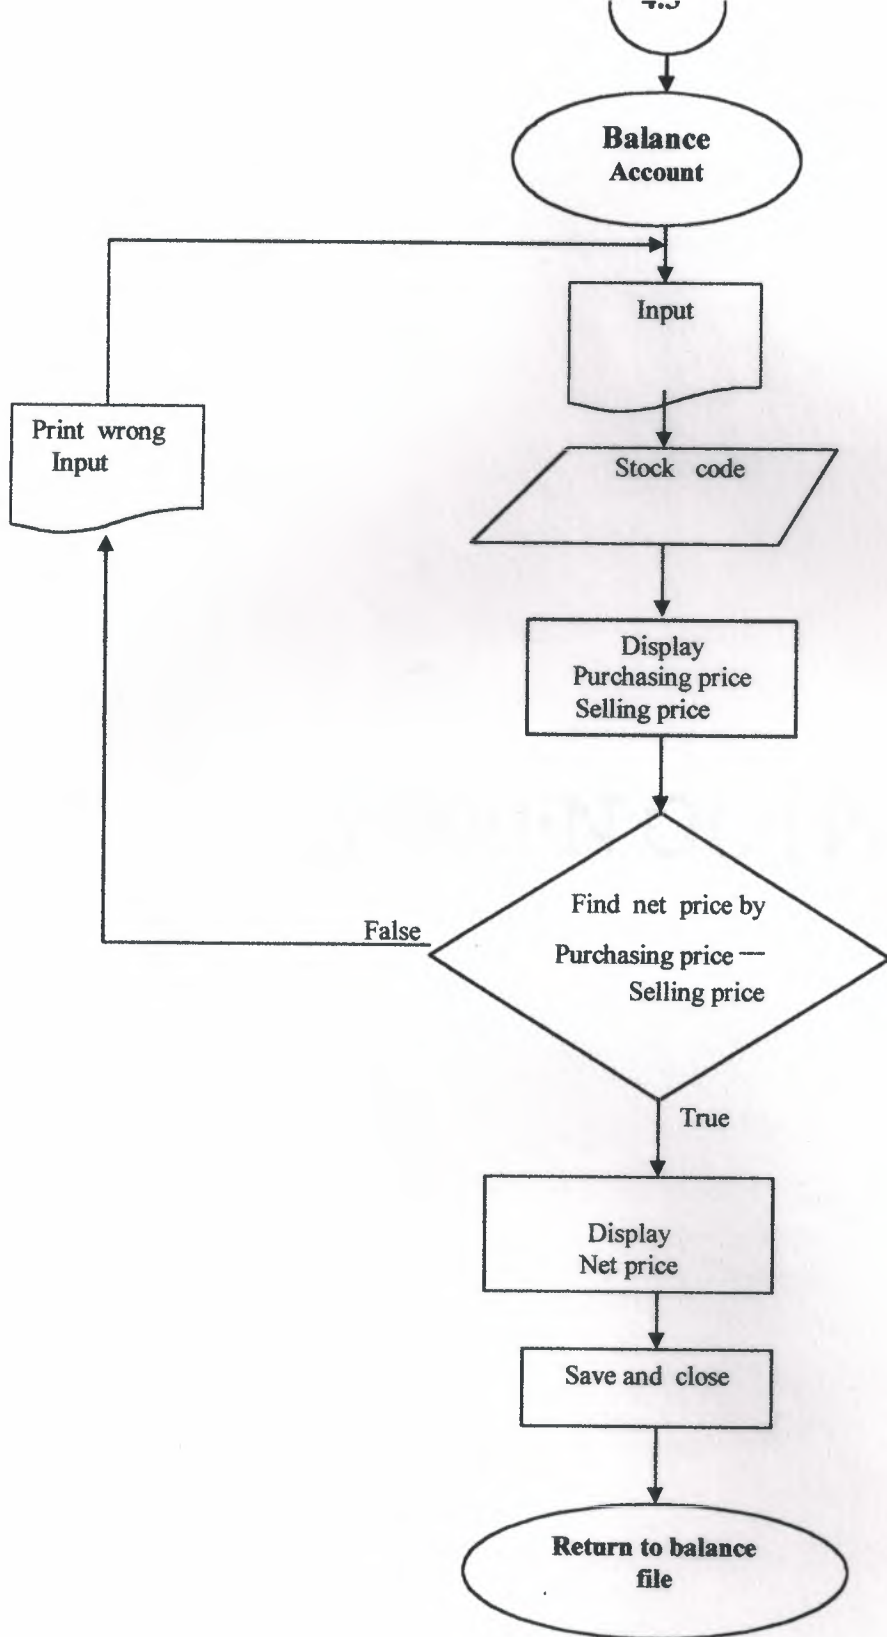 Balance
Account
Input
Print wrong
Input
Stock code
Display
Purchasing price
Selling price
False
Find net price by
Purchasing price —
Selling price
True
Display
Net price
Save and close
Return to balance
file